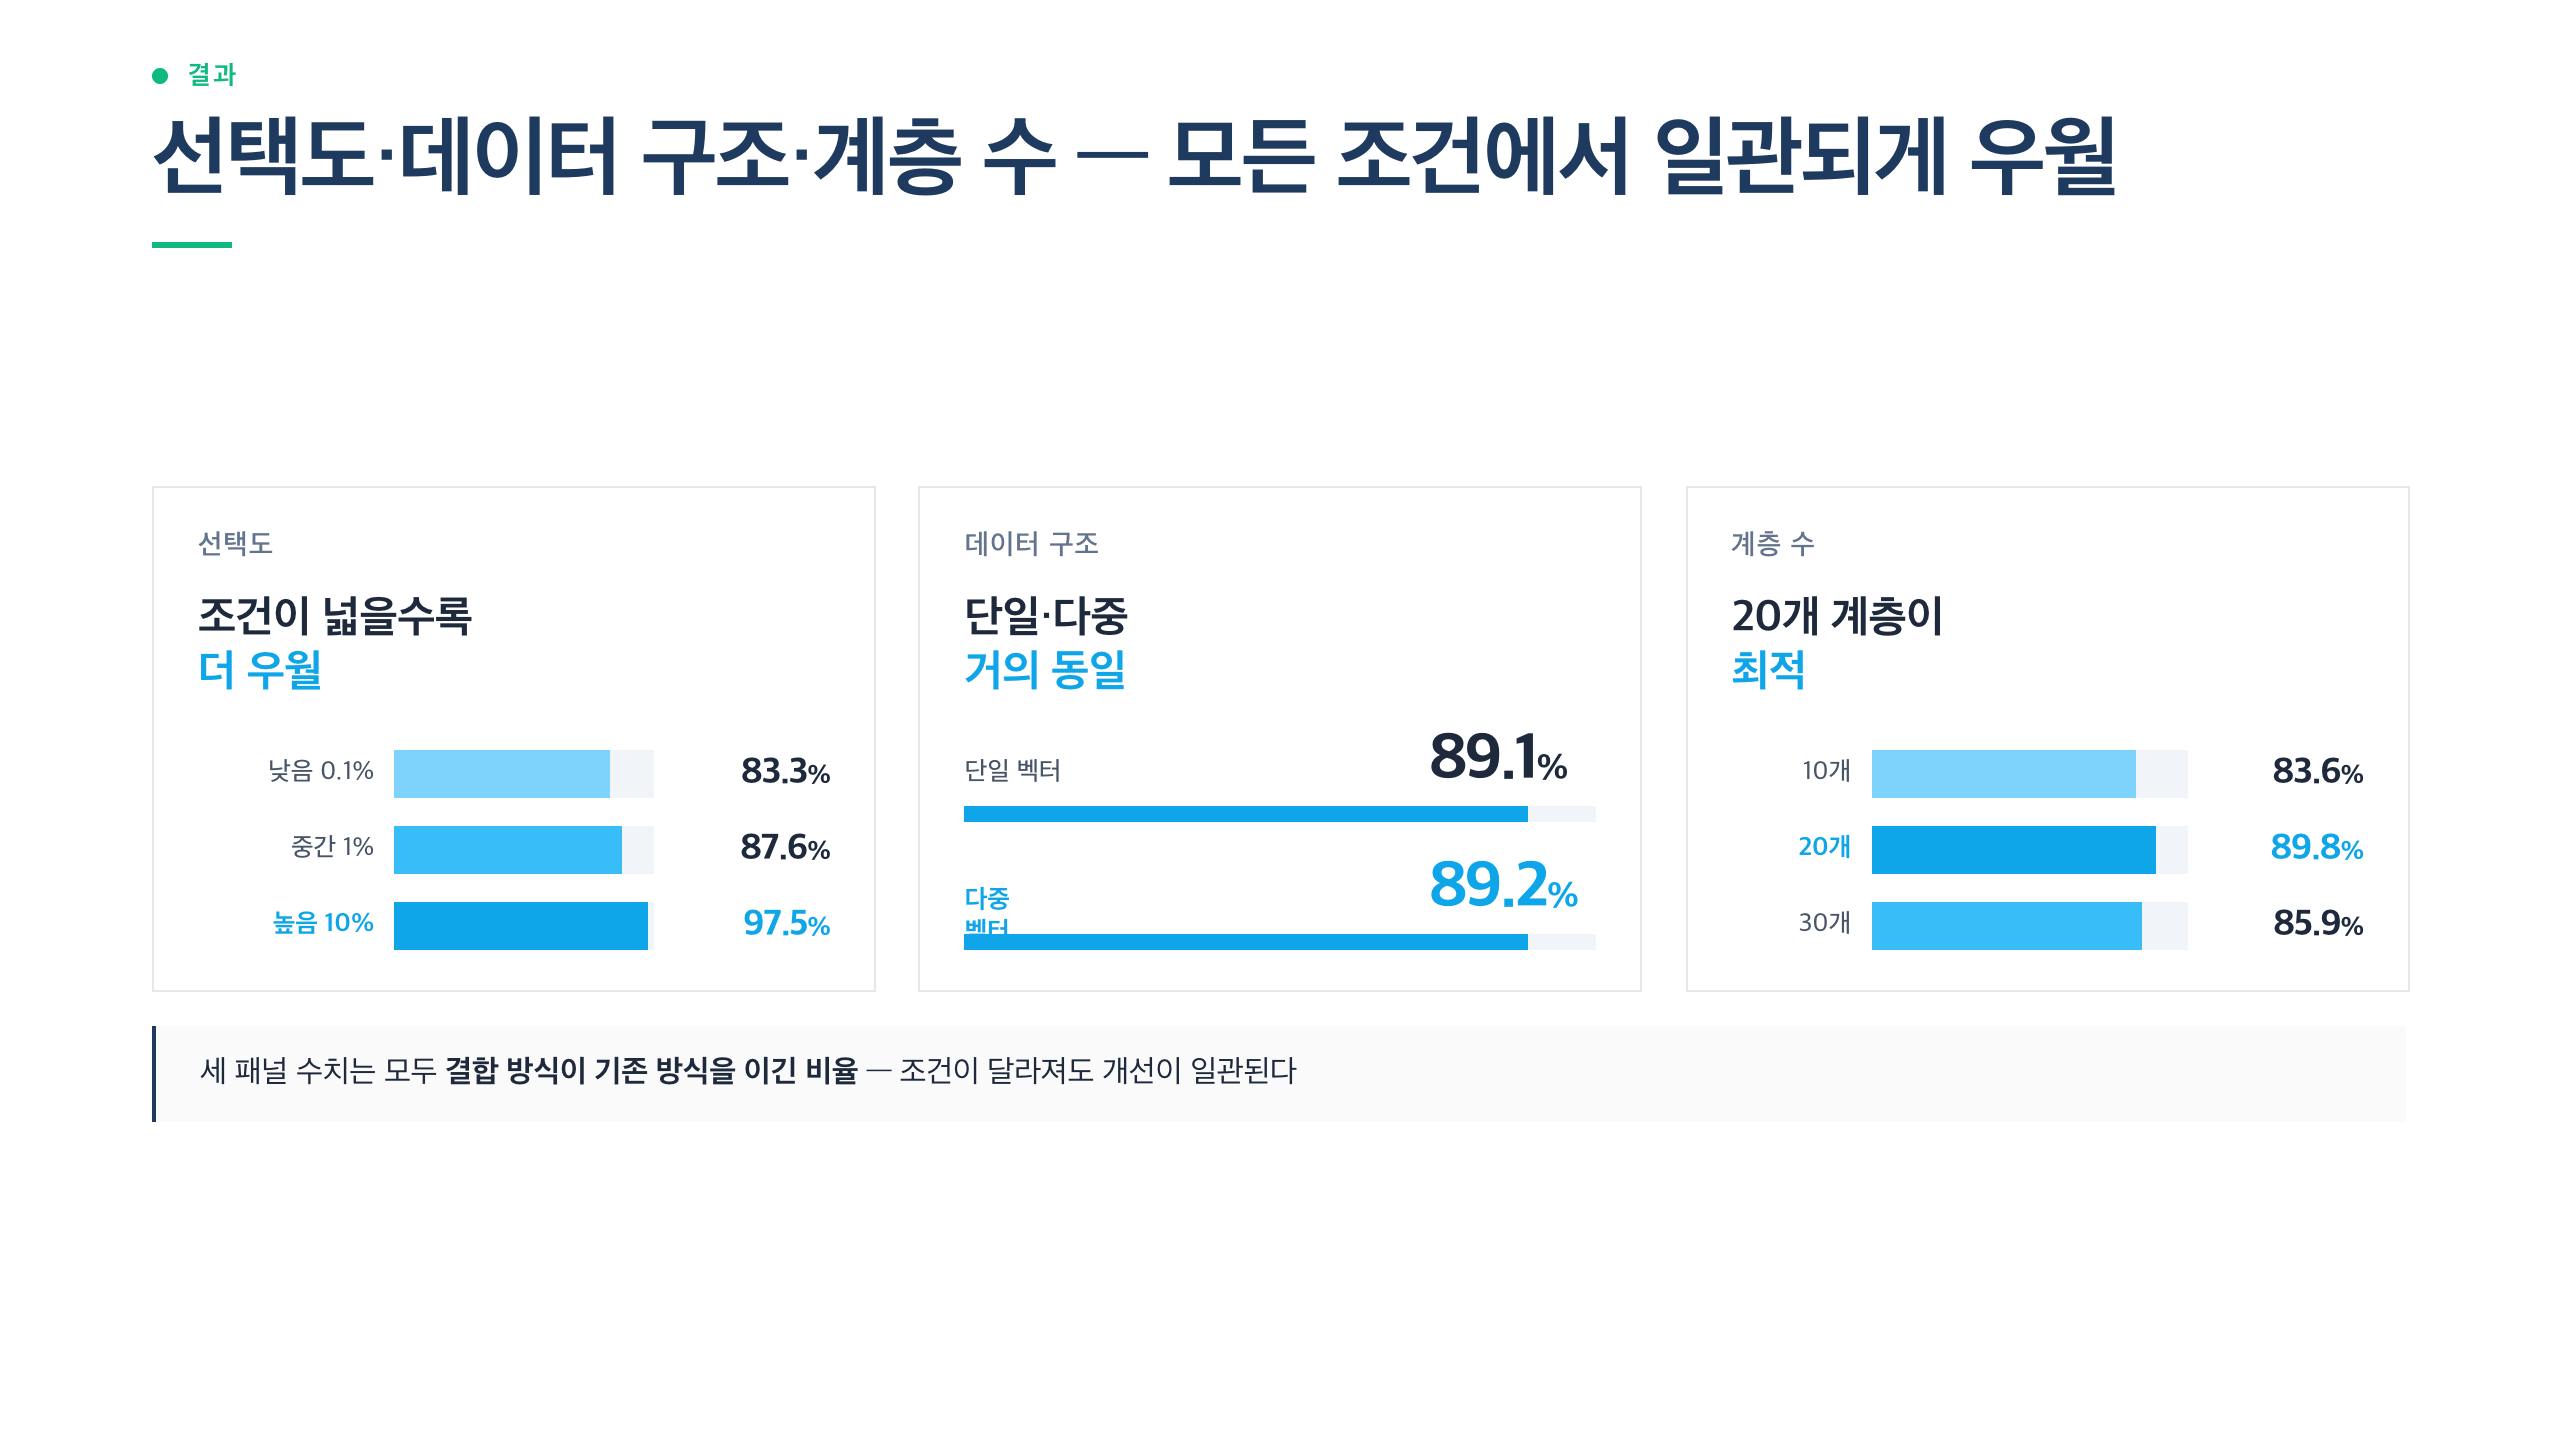 결과
선택도·데이터 구조·계층 수 — 모든 조건에서 일관되게 우월
선택도
조건이 넓을수록
더 우월
낮음 0.1% 83.3%
중간 1% 87.6%
높음 10% 97.5%
데이터 구조
단일·다중
거의 동일
단일 벡터 89.1%
다중 89.2%
벡터
계층 수
20개 계층이
최적
10개 83.6%
20개 89.8%
30개 85.9%
세 패널 수치는 모두 결합 방식이 기존 방식을 이긴 비율 — 조건이 달라져도 개선이 일관된다